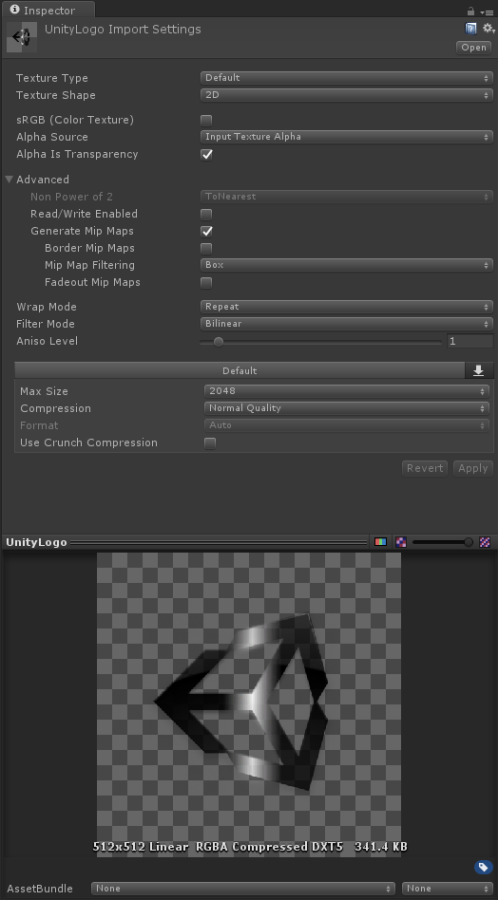 Inspector
UnityLogo Import Settings
Open
Texture Type Default
Texture Shape 2D
sRGB (Color Texture)
Alpha Source Input Texture Alpha
Alpha Is Transparency
Advanced
Non Power of 2 ToNearest
Read/Write Enabled
Generate Mip Maps
Border Mip Maps
Mip Map Filtering Box
Fadeout Mip Maps
Wrap Mode Repeat
Filter Mode Bilinear
Aniso Level 1
Default
Max Size 2048
Compression Normal Quality
Format Auto
Use Crunch Compression
Revert Apply
UnityLogo
512x512 Linear RGBA Compressed DXT5 341.4 KB
AssetBundle None None